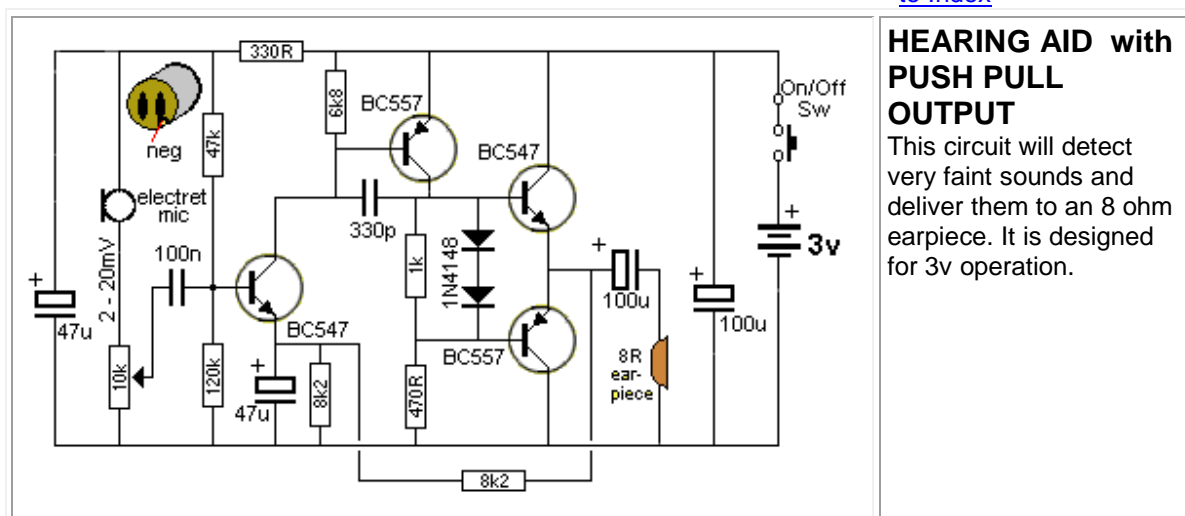 to Index
330R
6k8
BC557
47k
neg
electret
mic
2 - 20mV
100n
330p
1k
1N4148
BC547
On/Off
Sw
+
3v
+
47u
10k
120k
BC547
+
47u
8k2
470R
BC557
+
100u
8R
ear-
piece
+
100u
8k2
HEARING AID with
PUSH PULL
OUTPUT
This circuit will detect
very faint sounds and
deliver them to an 8 ohm
earpiece. It is designed
for 3v operation.